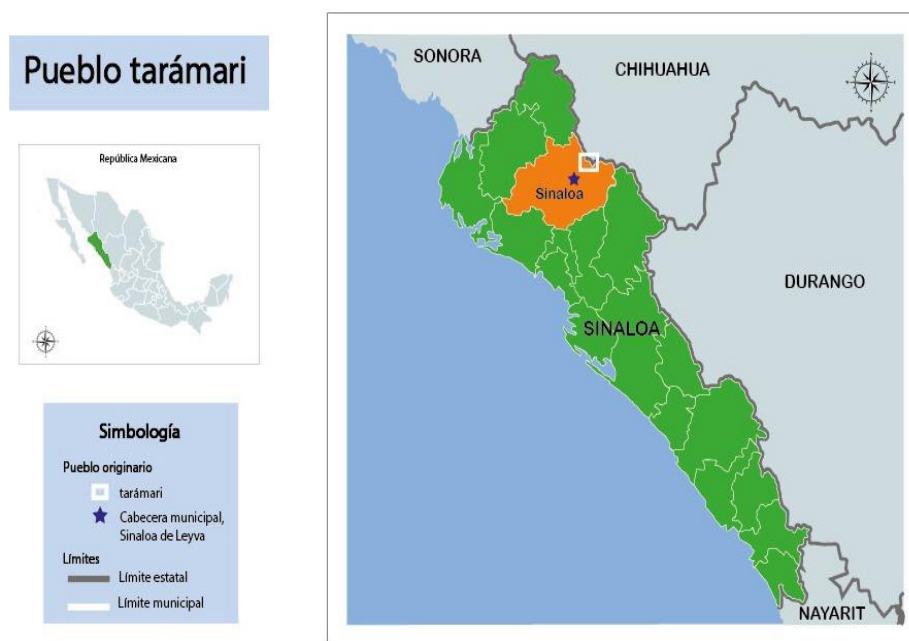 Pueblo tarámari
República Mexicana
Simbología
Pueblo originario
tarámari
Cabecera municipal,
Sinaloa de Leyva
Límites
Límite estatal
Límite municipal
SONORA
CHIHUAHUA
Sinaloa
DURANGO
SINALOA
NAYARIT